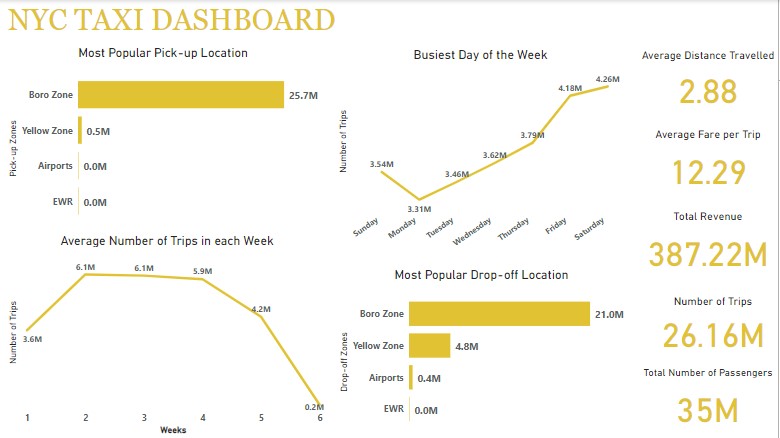 NYC TAXI DASHBOARD
Most Popular Pick-up Location
Pick-up Zones
Boro Zone 25.7M
Yellow Zone 0.5M
Airports 0.0M
EWR 0.0M
Busiest Day of the Week
Number of Trips
3.54M 3.31M 3.46M 3.62M 3.79M 4.18M 4.26M
Sunday Monday Tuesday Wednesday Thursday Friday Saturday
Average Number of Trips in each Week
Number of Trips
3.6M 6.1M 6.1M 5.9M 4.2M 0.2M
1 2 3 4 5 6
Weeks
Most Popular Drop-off Location
Drop-off Zones
Boro Zone 21.0M
Yellow Zone 4.8M
Airports 0.4M
EWR 0.0M
Average Distance Travelled
2.88
Average Fare per Trip
12.29
Total Revenue
387.22M
Number of Trips
26.16M
Total Number of Passengers
35M